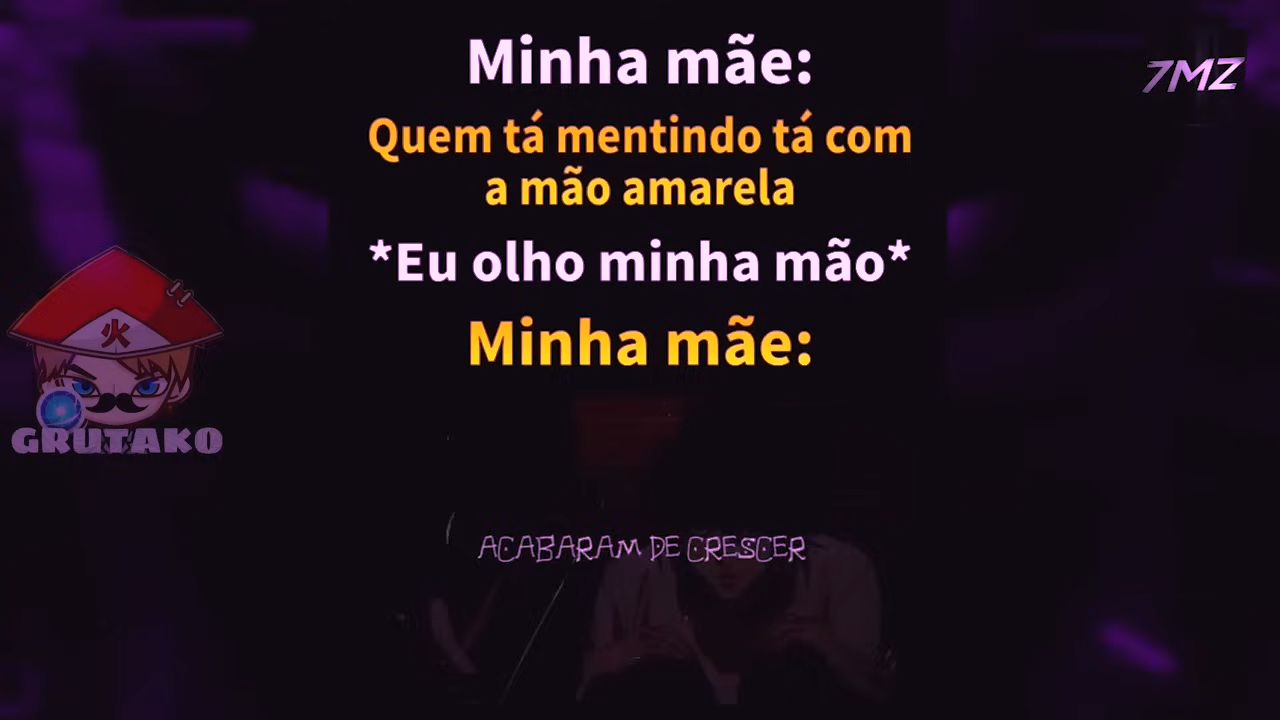 Minha mãe:
7MZ
Quem tá mentindo tá com
a mão amarela
*Eu olho minha mão*
Minha mãe:
火
GRUTAKO
ACABARAM DE CRESCER